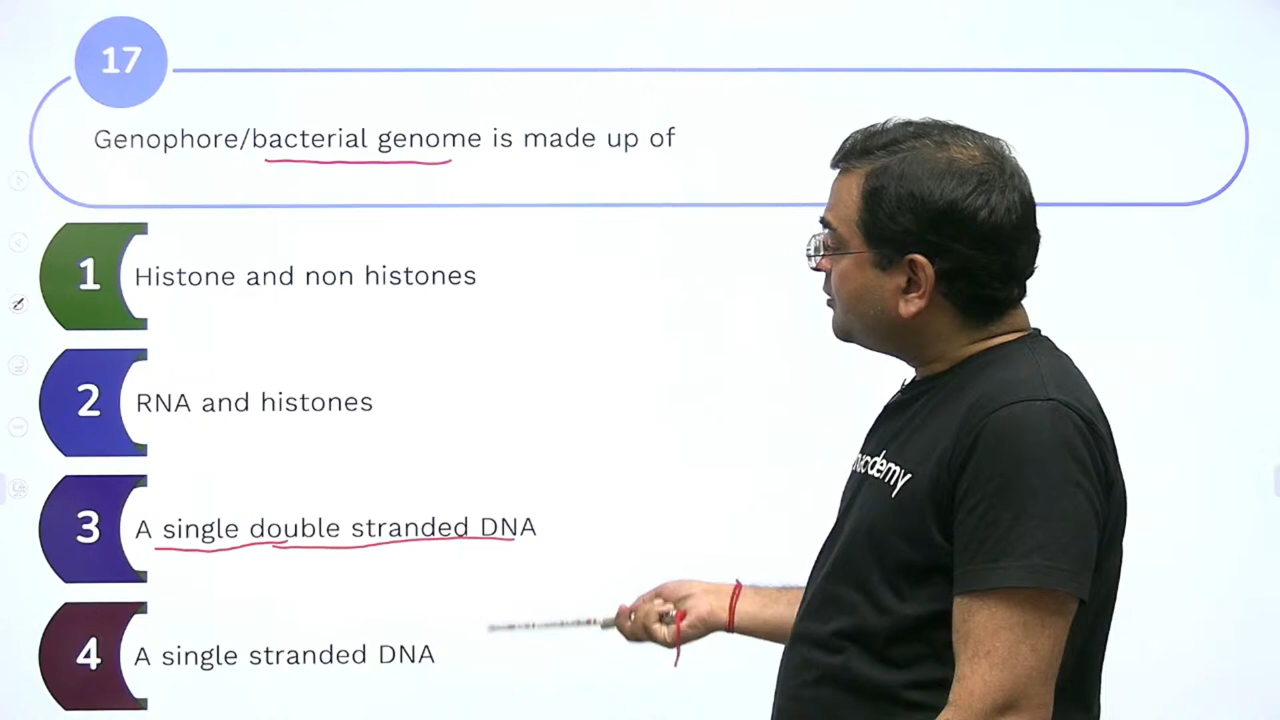 17
Genophore/bacterial genome is made up of
1
Histone and non histones
2
RNA and histones
3
A single double stranded DNA
4
A single stranded DNA